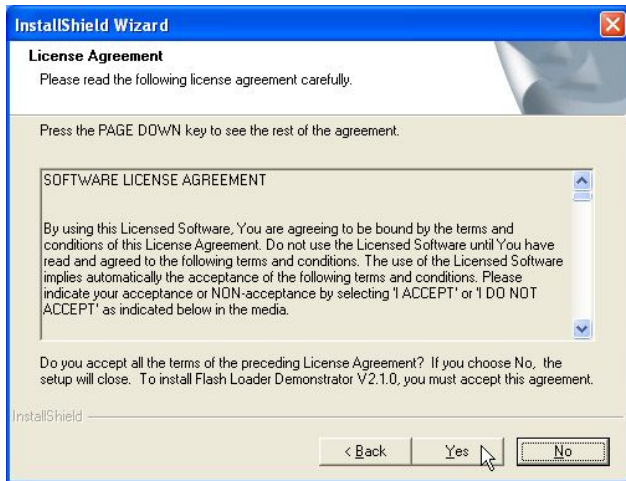 InstallShield Wizard
License Agreement
Please read the following license agreement carefully.
Press the PAGE DOWN key to see the rest of the agreement.
SOFTWARE LICENSE AGREEMENT
By using this Licensed Software, You are agreeing to be bound by the terms and
conditions of this License Agreement. Do not use the Licensed Software until You have
read and agreed to the following terms and conditions. The use of the Licensed Software
implies automatically the acceptance of the following terms and conditions. Please
indicate your acceptance or NON-acceptance by selecting 'I ACCEPT' or 'I DO NOT
ACCEPT' as indicated below in the media.
Do you accept all the terms of the preceding License Agreement? If you choose No, the
setup will close. To install Flash Loader Demonstrator V2.1.0, you must accept this agreement.
InstallShield
< Back Yes No